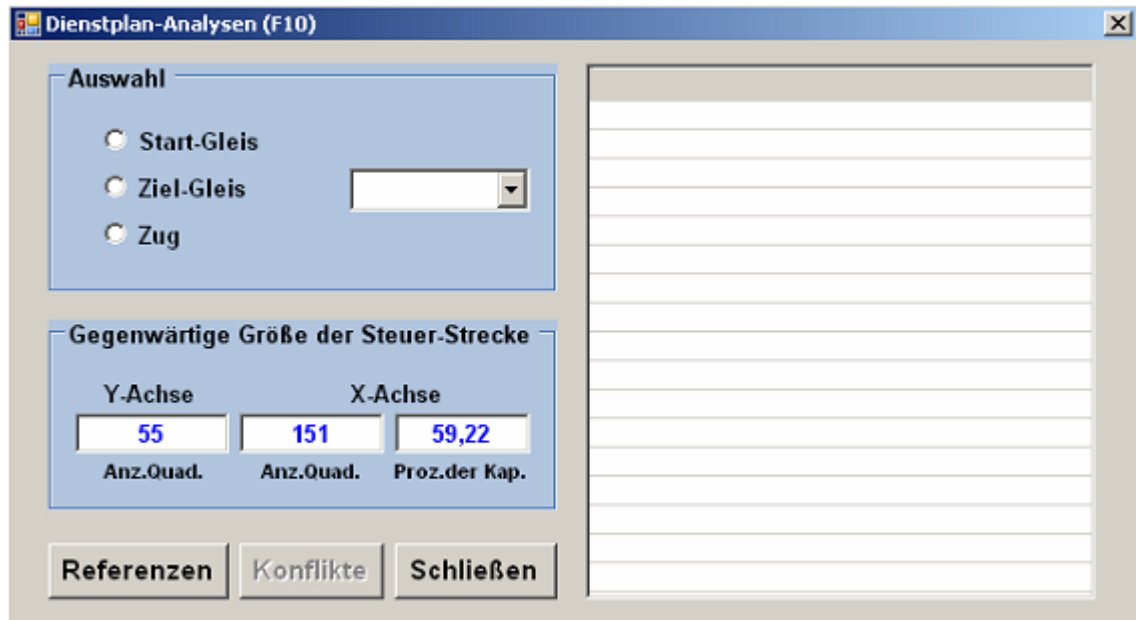 Dienstplan-Analysen (F10)
Auswahl
Start-Gleis
Ziel-Gleis
Zug
Gegenwärtige Größe der Steuer-Strecke
Y-Achse X-Achse
55 151 59,22
Anz.Quad. Anz.Quad. Proz.der Kap.
Referenzen Konflikte Schließen